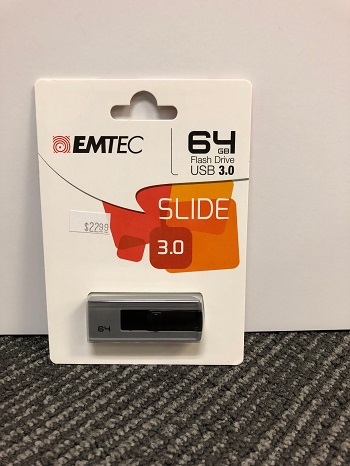 EMTEC
64
GB
Flash Drive
USB 3.0
SLIDE
3.0
$22.99
64